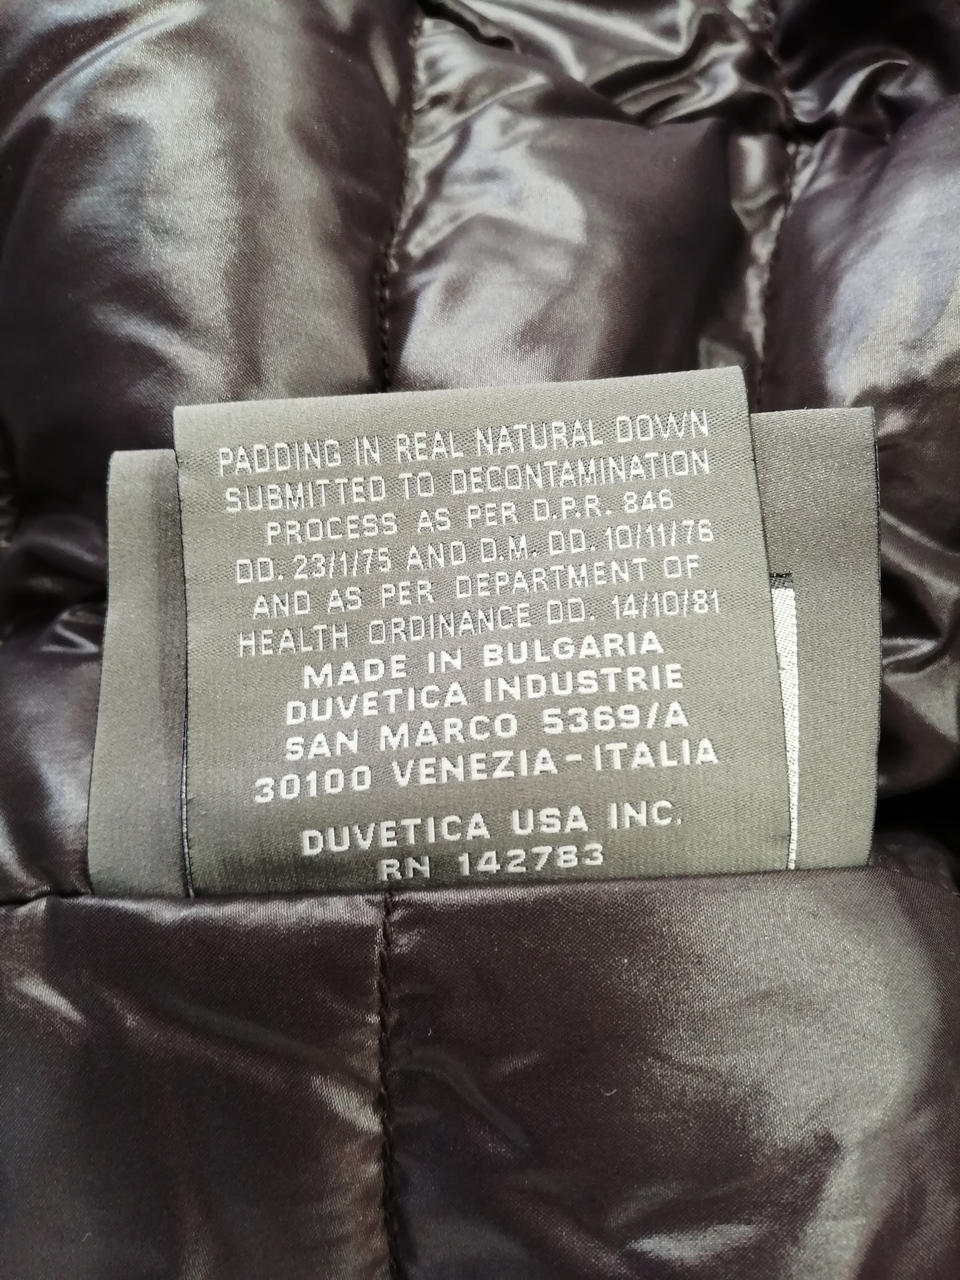 PADDING IN REAL NATURAL DOWN
SUBMITTED TO DECONTAMINATION
PROCESS AS PER D.P.R. 846
DD. 23/1/75 AND D.M. DD. 10/11/76
AND AS PER DEPARTMENT OF
HEALTH ORDINANCE DD. 14/10/81
MADE IN BULGARIA
DUVETICA INDUSTRIE
SAN MARCO 5369/A
30100 VENEZIA-ITALIA
DUVETICA USA INC.
RN 142783